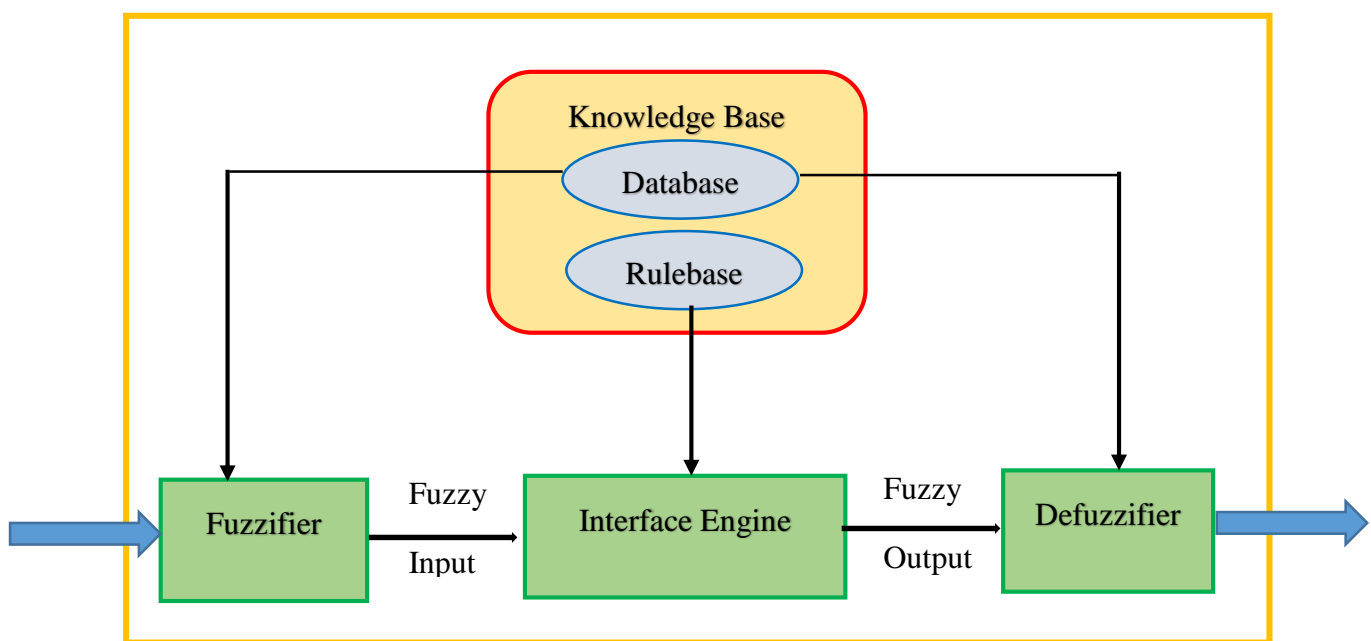 Knowledge Base
Database
Rulebase
Fuzzifier
Fuzzy
Input
Interface Engine
Fuzzy
Output
Defuzzifier